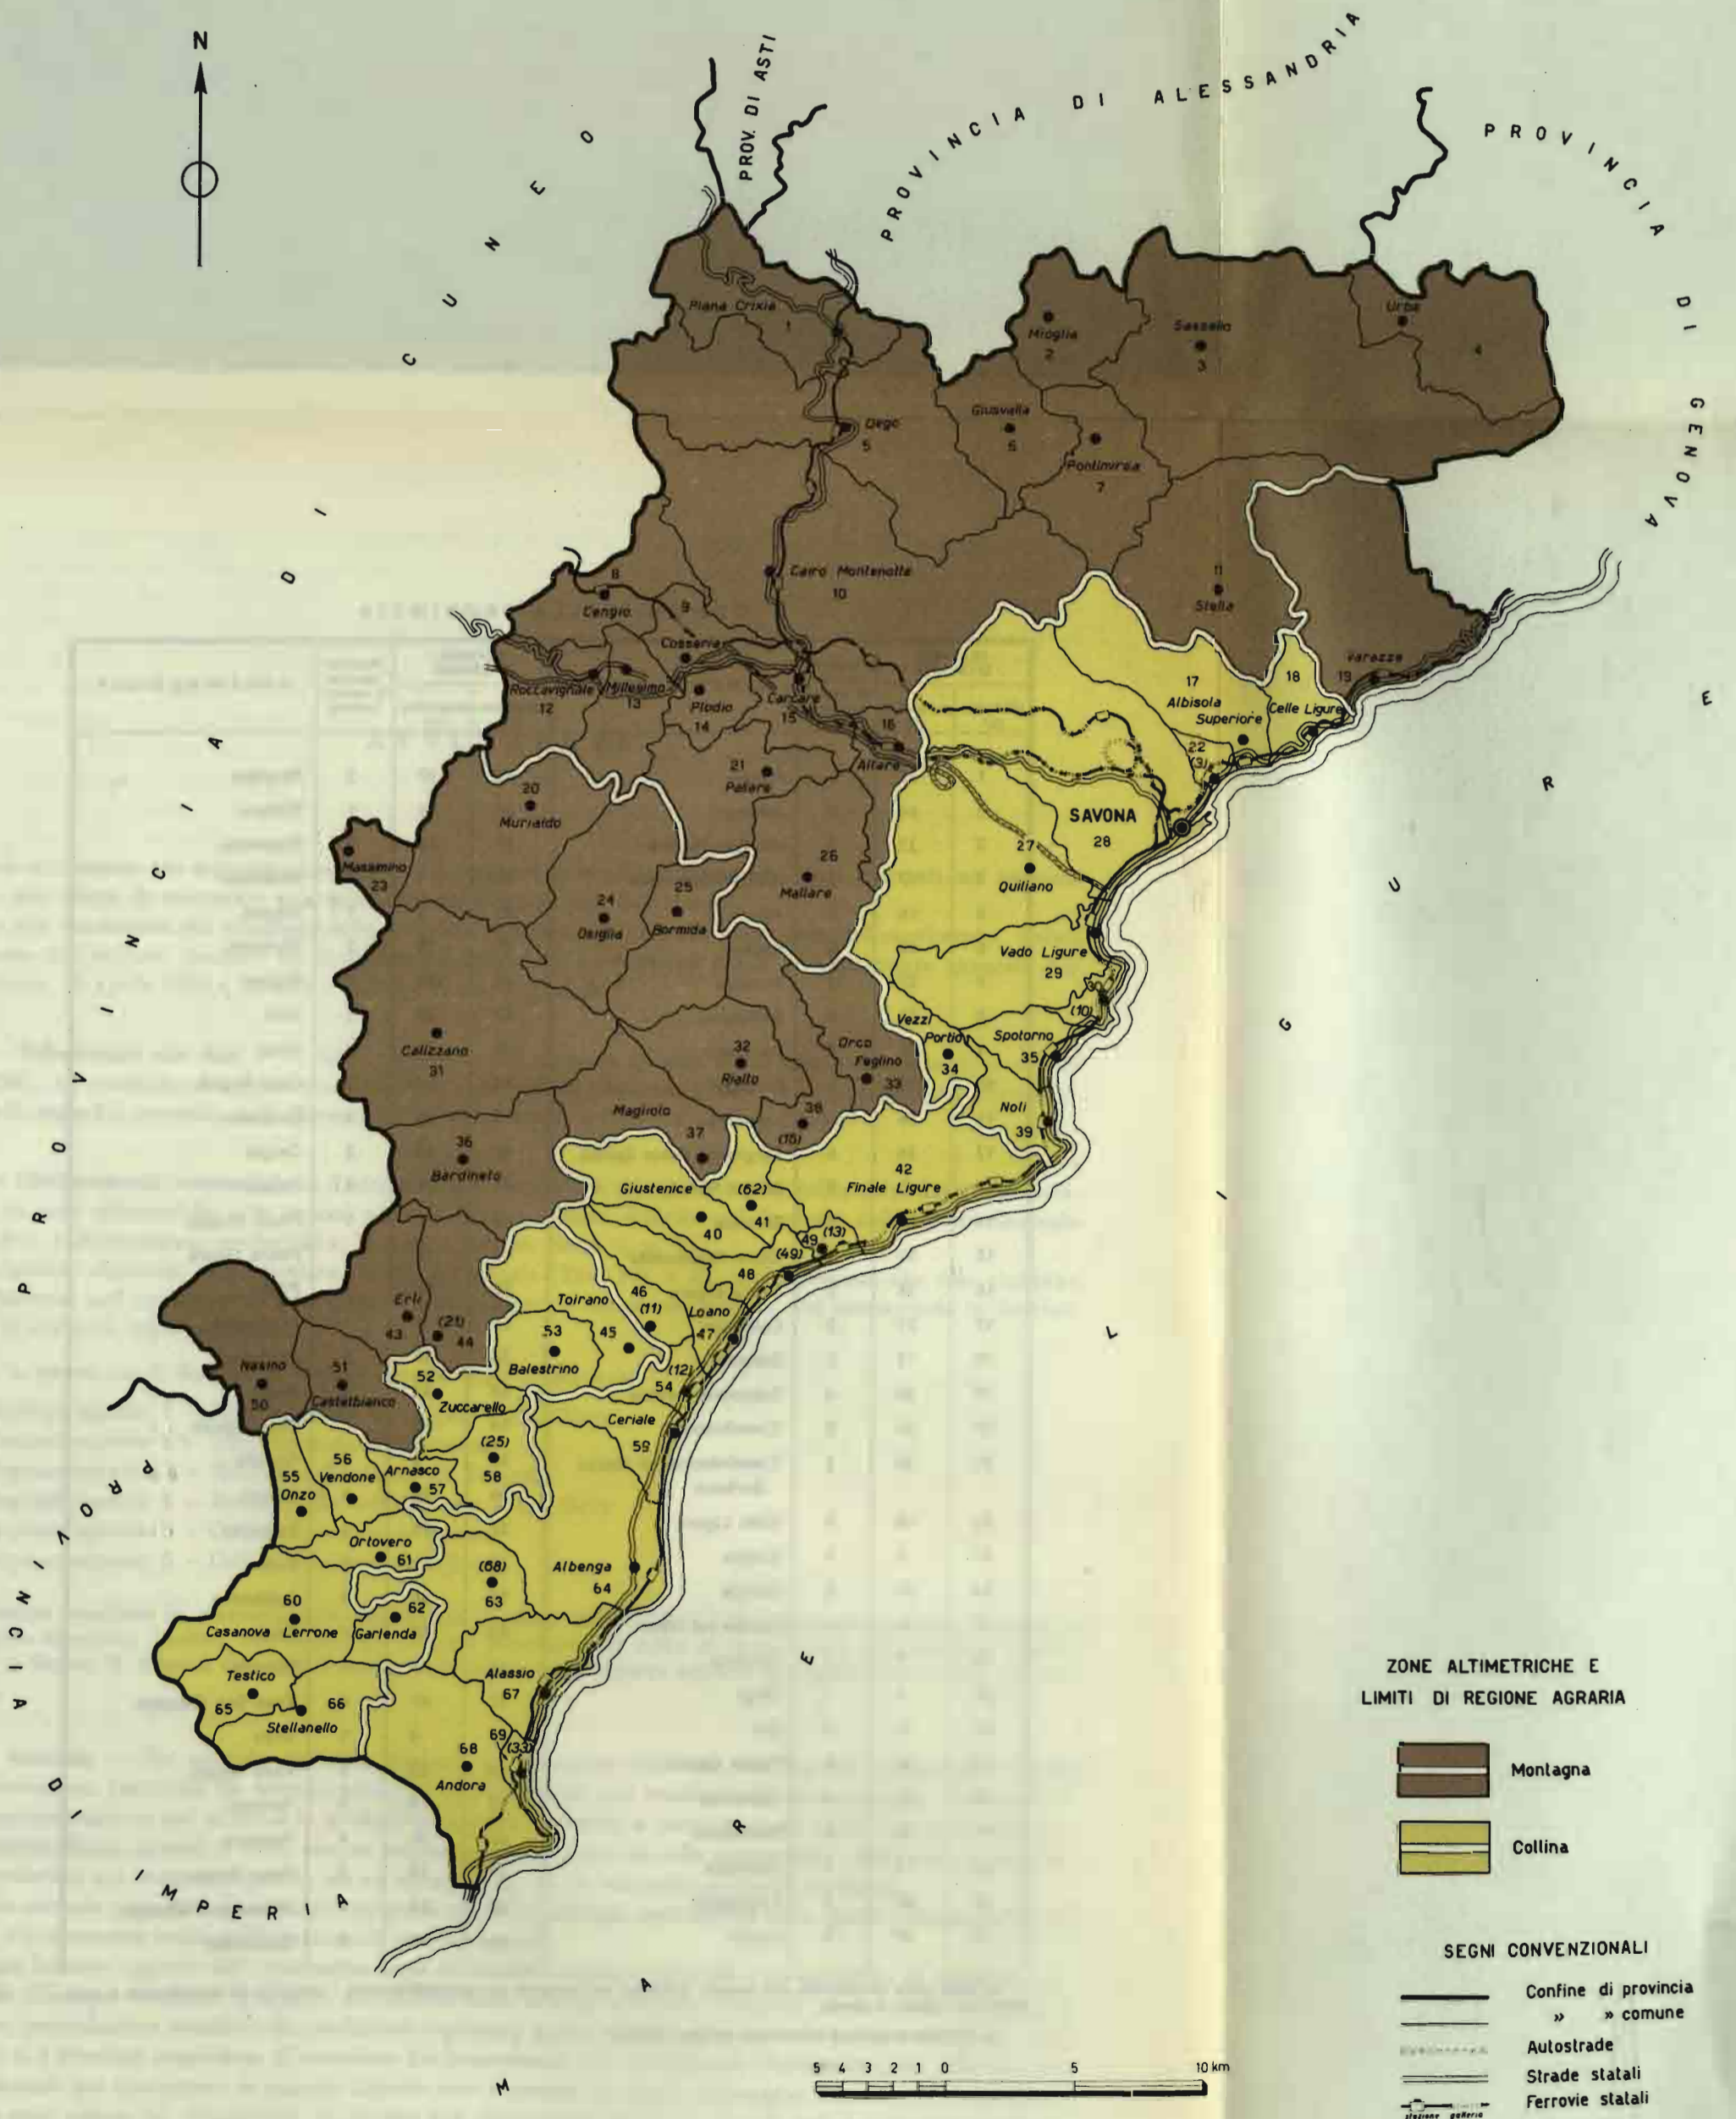 N
PROVINCIA DI CUNEO
PROV. DI ASTI
PROVINCIA DI ALESSANDRIA
PROVINCIA DI GENOVA
Piana Crixia
1
Mioglia
2
Sassello
3
Urbe
4
Dego
5
Giusvalla
6
Pontinvrea
7
8
Cengio
9
Cosseria
Cairo Montenotte
10
11
Stella
Roccavignale
12
Millesimo
13
Plodio
14
Carcare
15
16
Altare
17
Albisola
Superiore
18
Celle Ligure
Varazze
19
20
Murialdo
21
Pallare
22
(3)
Massimino
23
24
Osiglia
25
Bormida
26
Mallare
27
Quiliano
SAVONA
28
Vado Ligure
29
30
(10)
Calizzano
31
32
Rialto
Orco
Feglino
33
Vezzi
Portio
34
Spotorno
35
36
Bardineto
Magliolo
37
38
(15)
Noli
39
Giustenice
40
(62)
41
42
Finale Ligure
Erli
43
(21)
44
Toirano
45
46
(11)
Loano
47
48
(49)
49
(13)
Nasino
50
51
Castelbianco
52
Zuccarello
53
Balestrino
(12)
54
55
Onzo
56
Vendone
Arnasco
57
(25)
58
Ceriale
59
60
Casanova Lerrone
Ortovero
61
62
Garlenda
(68)
63
Albenga
64
Testico
65
66
Stellanello
Alassio
67
68
Andora
69
(33)
PROVINCIA DI IMPERIA
MARE LIGURE
ZONE ALTIMETRICHE E
LIMITI DI REGIONE AGRARIA
Montagna
Collina
SEGNI CONVENZIONALI
Confine di provincia
» » comune
Autostrade
Strade statali
Ferrovie statali
stazione galleria
5 4 3 2 1 0 5 10 km